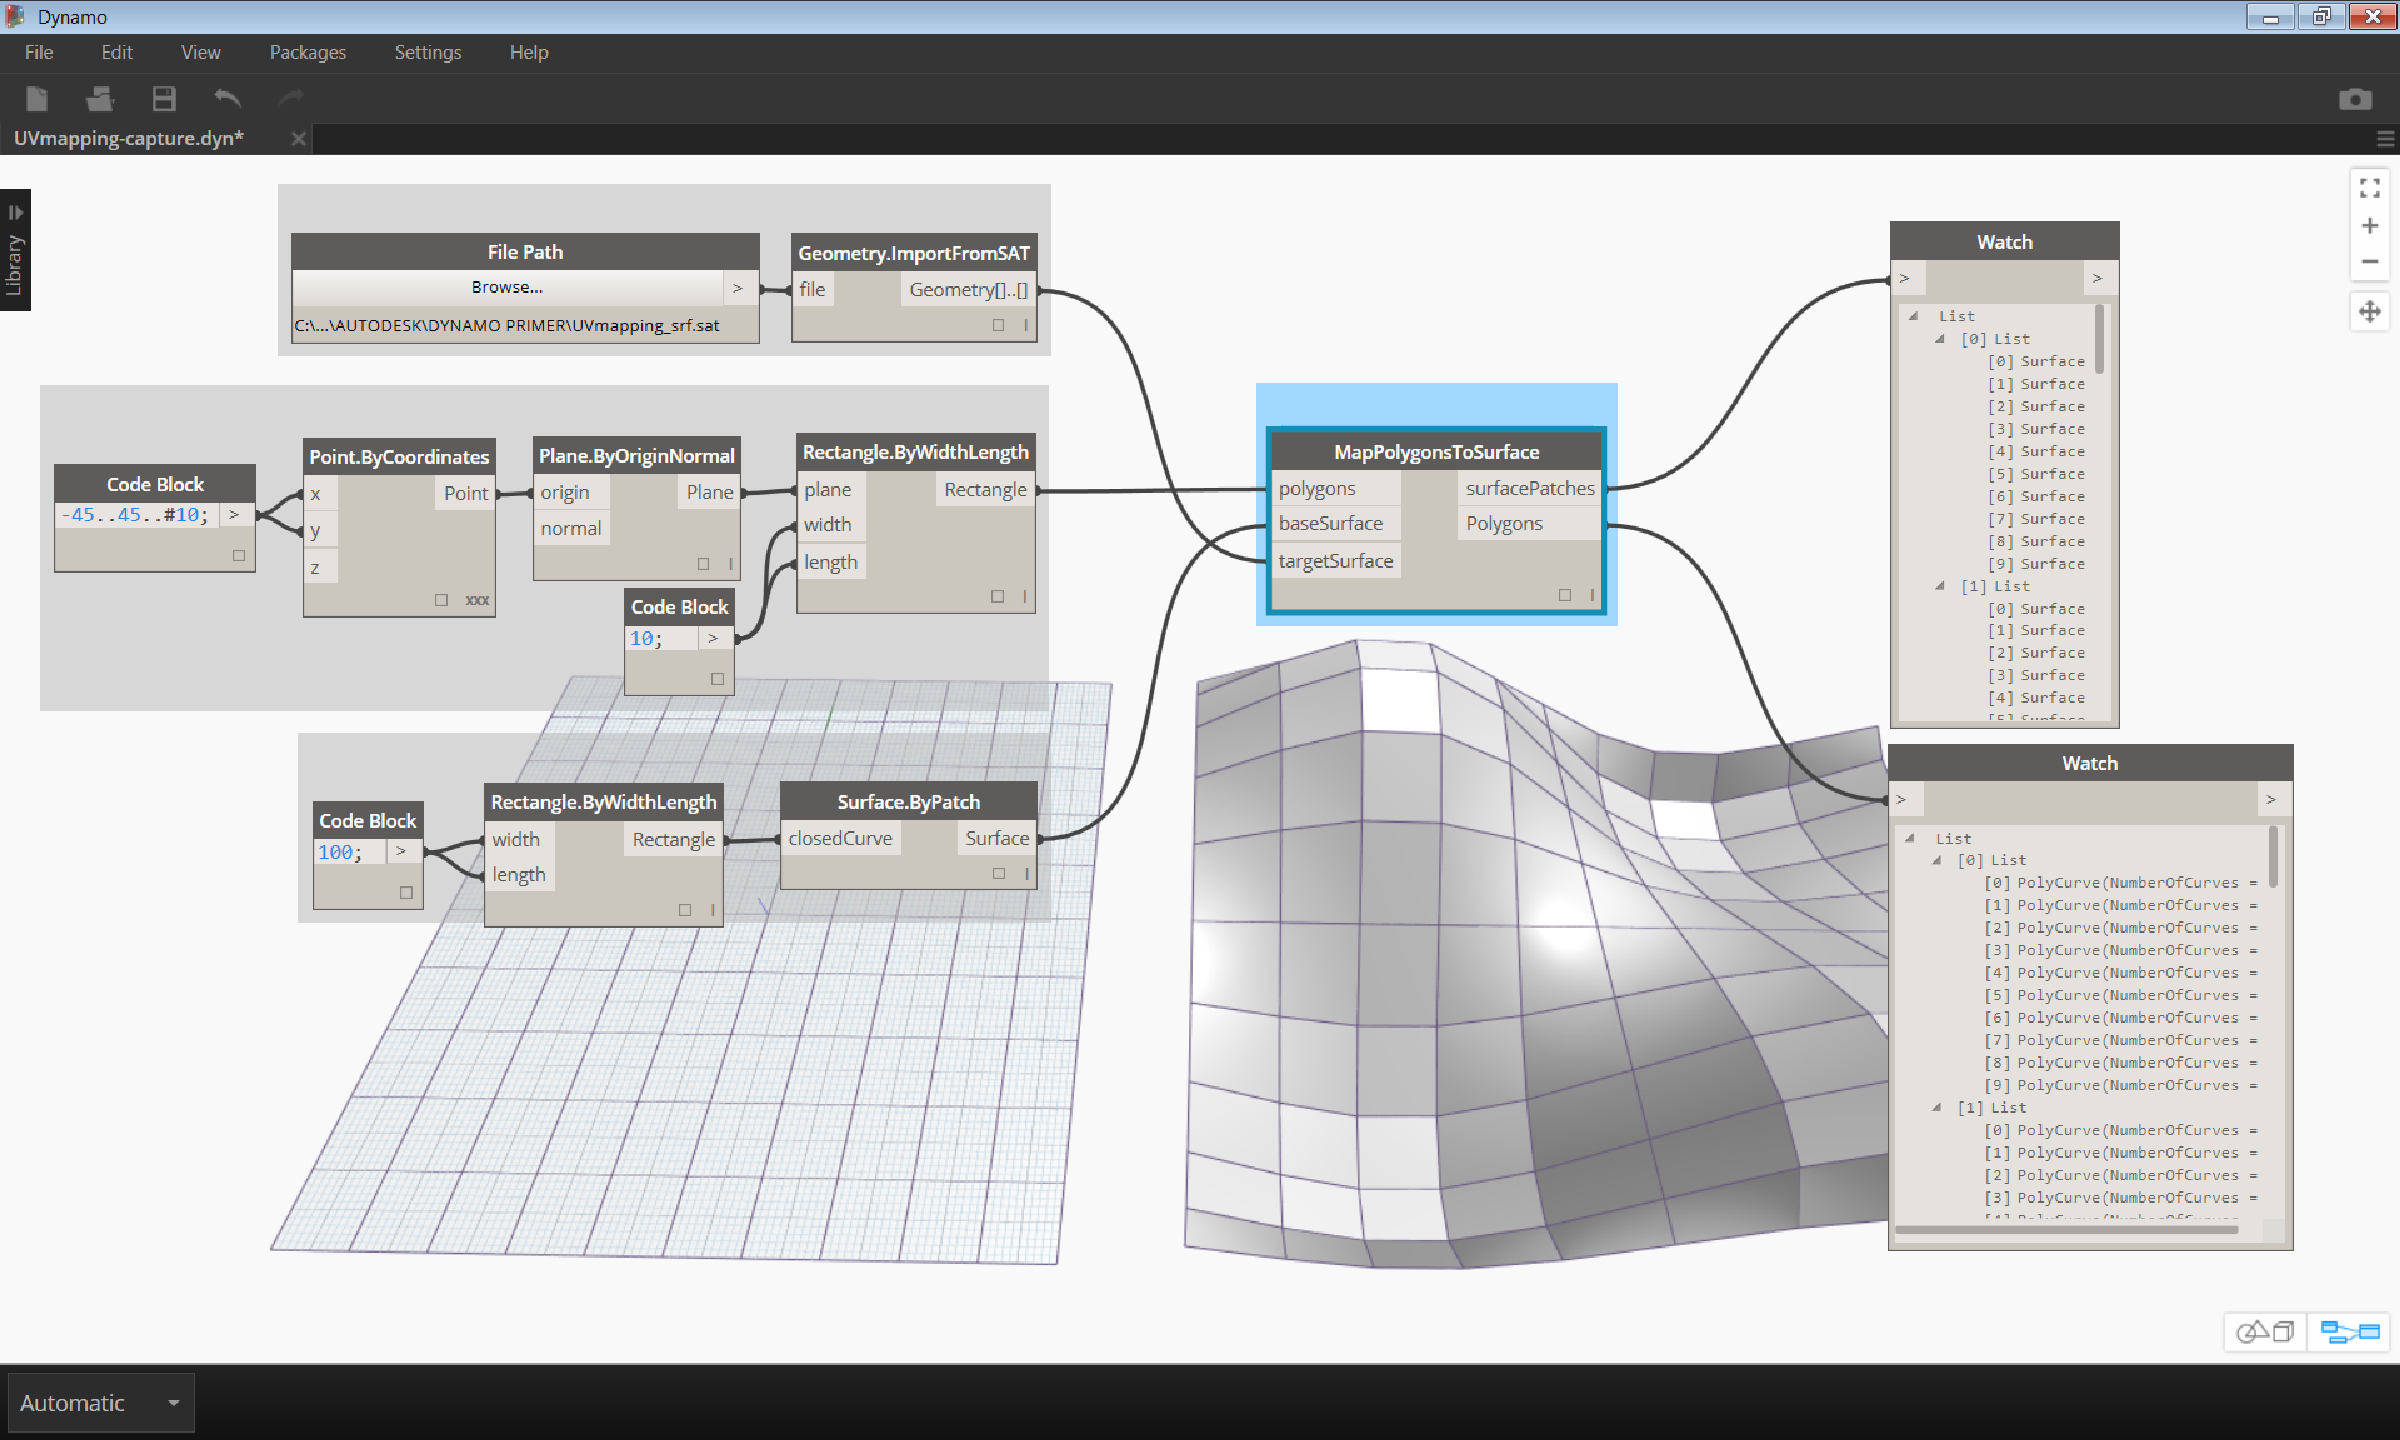 Dynamo
File Edit View Packages Settings Help
UVmapping-capture.dyn*
Library
File Path
Browse... >
C:\...\AUTODESK\DYNAMO PRIMER\UVmapping_srf.sat
Geometry.ImportFromSAT
file Geometry[]..[]
Code Block
-45..45..#10; >
Point.ByCoordinates
x Point
y
z
xxx
Plane.ByOriginNormal
origin Plane
normal
Rectangle.ByWidthLength
plane Rectangle
width
length
Code Block
10; >
Code Block
100; >
Rectangle.ByWidthLength
width Rectangle
length
Surface.ByPatch
closedCurve Surface
MapPolygonsToSurface
polygons surfacePatches
baseSurface Polygons
targetSurface
Watch
> >
List
[0] List
[0] Surface
[1] Surface
[2] Surface
[3] Surface
[4] Surface
[5] Surface
[6] Surface
[7] Surface
[8] Surface
[9] Surface
[1] List
[0] Surface
[1] Surface
[2] Surface
[3] Surface
[4] Surface
Watch
> >
List
[0] List
[0] PolyCurve(NumberOfCurves =
[1] PolyCurve(NumberOfCurves =
[2] PolyCurve(NumberOfCurves =
[3] PolyCurve(NumberOfCurves =
[4] PolyCurve(NumberOfCurves =
[5] PolyCurve(NumberOfCurves =
[6] PolyCurve(NumberOfCurves =
[7] PolyCurve(NumberOfCurves =
[8] PolyCurve(NumberOfCurves =
[9] PolyCurve(NumberOfCurves =
[1] List
[0] PolyCurve(NumberOfCurves =
[1] PolyCurve(NumberOfCurves =
[2] PolyCurve(NumberOfCurves =
[3] PolyCurve(NumberOfCurves =
Automatic